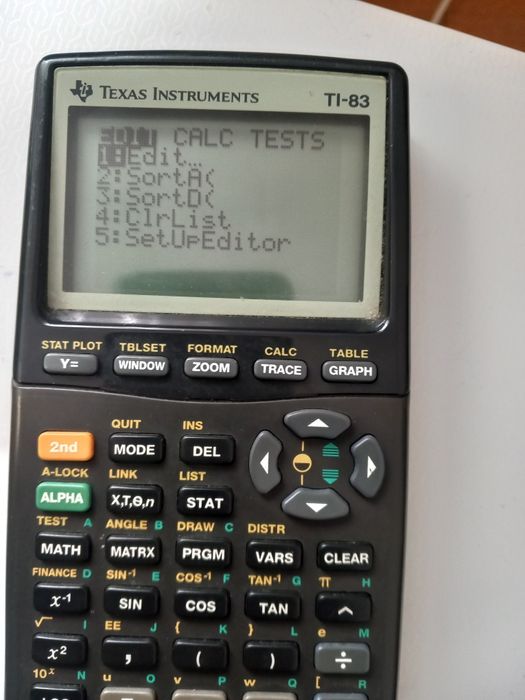 TEXAS INSTRUMENTS TI-83
EDIT CALC TESTS
1:Edit…
2:SortA(
3:SortD(
4:ClrList
5:SetUpEditor
STAT PLOT TBLSET FORMAT CALC TABLE
Y= WINDOW ZOOM TRACE GRAPH
QUIT INS
2nd MODE DEL
A-LOCK LINK LIST
ALPHA X,T,Θ,n STAT
TEST A ANGLE B DRAW C DISTR
MATH MATRX PRGM VARS CLEAR
FINANCE D SIN⁻¹ E COS⁻¹ F TAN⁻¹ G π H
x⁻¹ SIN COS TAN ^
√ I EE J { K } L e M
x² , ( ) ÷
10ˣ N u O v P w Q [ R
LOG